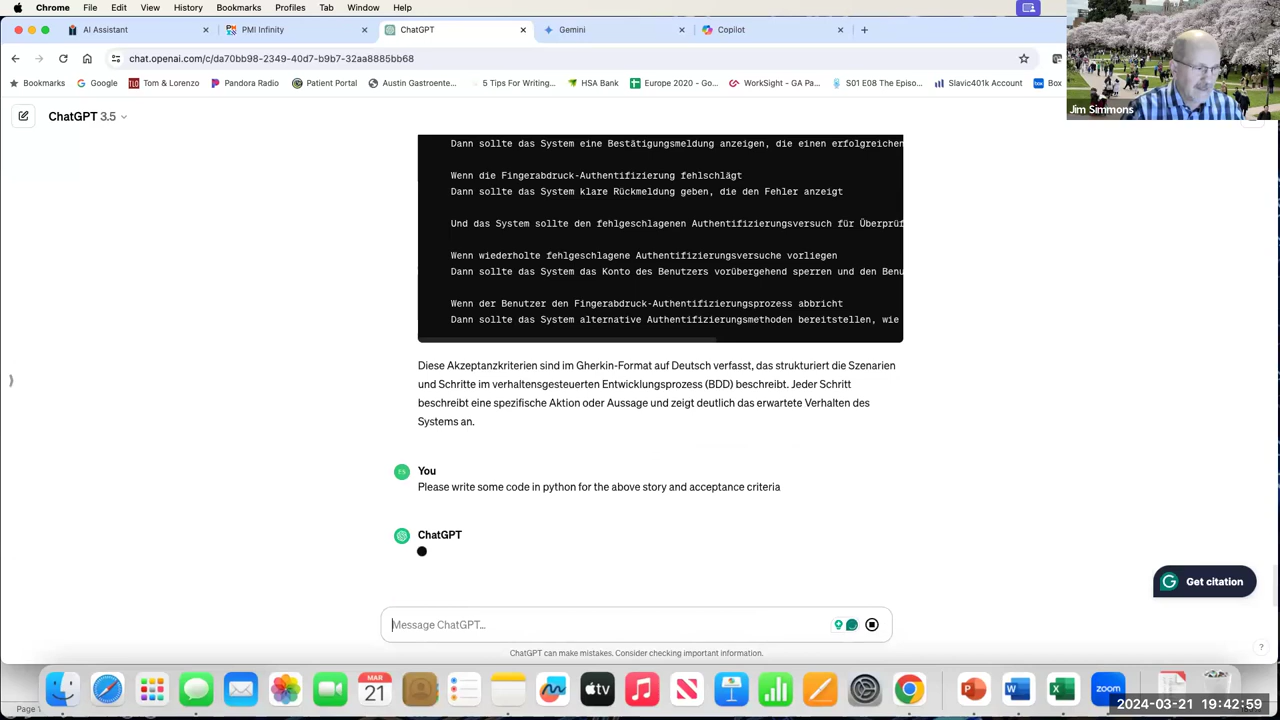 Chrome File Edit View History Bookmarks Profiles Tab Window Help
AI Assistant PMI Infinity ChatGPT Gemini Copilot
chat.openai.com/c/da70bb98-2349-40d7-b9b7-32aa8885bb68
Bookmarks Google Tom & Lorenzo Pandora Radio Patient Portal Austin Gastroente... 5 Tips For Writing... HSA Bank Europe 2020 - Go... WorkSight - GA Pa... S01 E08 The Episo... Slavic401k Account Box
Jim Simmons
ChatGPT 3.5
Dann sollte das System eine Bestätigungsmeldung anzeigen, die einen erfolgreichen
Wenn die Fingerabdruck-Authentifizierung fehlschlägt
Dann sollte das System klare Rückmeldung geben, die den Fehler anzeigt
Und das System sollte den fehlgeschlagenen Authentifizierungsversuch für Überprüf
Wenn wiederholte fehlgeschlagene Authentifizierungsversuche vorliegen
Dann sollte das System das Konto des Benutzers vorübergehend sperren und den Benu
Wenn der Benutzer den Fingerabdruck-Authentifizierungsprozess abbricht
Dann sollte das System alternative Authentifizierungsmethoden bereitstellen, wie
Diese Akzeptanzkriterien sind im Gherkin-Format auf Deutsch verfasst, das strukturiert die Szenarien
und Schritte im verhaltensgesteuerten Entwicklungsprozess (BDD) beschreibt. Jeder Schritt
beschreibt eine spezifische Aktion oder Aussage und zeigt deutlich das erwartete Verhalten des
Systems an.
You
Please write some code in python for the above story and acceptance criteria
ChatGPT
Get citation
Message ChatGPT...
ChatGPT can make mistakes. Consider checking important information.
?
MAR
21
tv
zoom
Page
2024-03-21 19:42:59